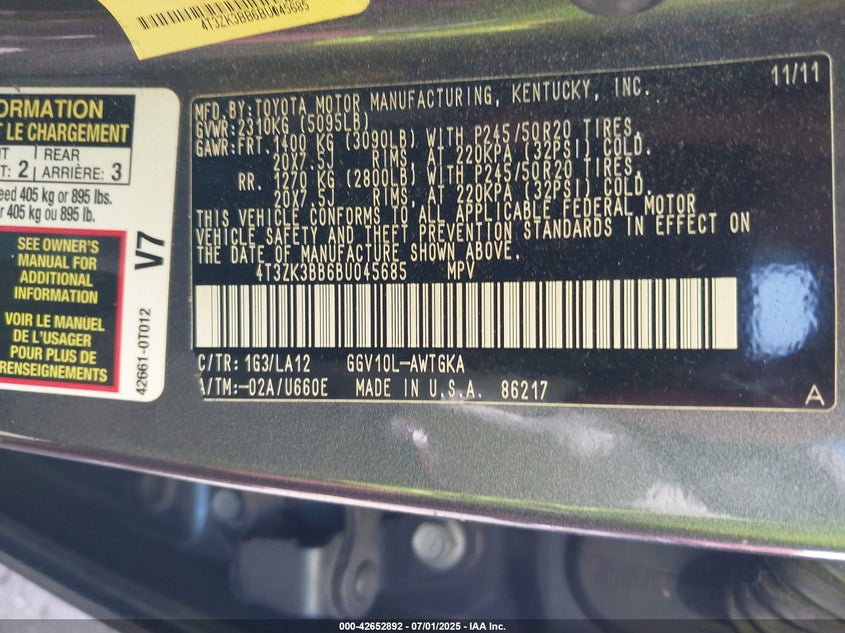 4T3ZK3BB6BU045685
ORMATION
T LE CHARGEMENT
REAR
: 2 ARRIÈRE: 3
eed 405 kg or 895 lbs.
r 405 kg ou 895 lb.
SEE OWNER'S
MANUAL FOR
ADDITIONAL
INFORMATION
VOIR LE MANUEL
DE L'USAGER
POUR PLUS DE
RENSEIGNEMENTS
V7
42661-0T012
11/11
MFD.BY:TOYOTA MOTOR MANUFACTURING, KENTUCKY, INC.
GVWR:2310KG (5095LB)
GAWR:FRT. 1400 KG (3090LB) WITH P245/50R20 TIRES,
20X7.5J RIMS, AT 220KPA (32PSI) COLD.
RR. 1270 KG (2800LB) WITH P245/50R20 TIRES,
20X7.5J RIMS, AT 220KPA (32PSI) COLD.
THIS VEHICLE CONFORMS TO ALL APPLICABLE FEDERAL MOTOR
VEHICLE SAFETY AND THEFT PREVENTION STANDARDS IN EFFECT ON
THE DATE OF MANUFACTURE SHOWN ABOVE.
4T3ZK3BB6BU045685 MPV
C/TR: 1G3/LA12 GGV10L-AWTGKA
A/TM:-02A/U660E MADE IN U.S.A. 86217
A
000-42652892 / 07/01/2025 - IAA Inc.